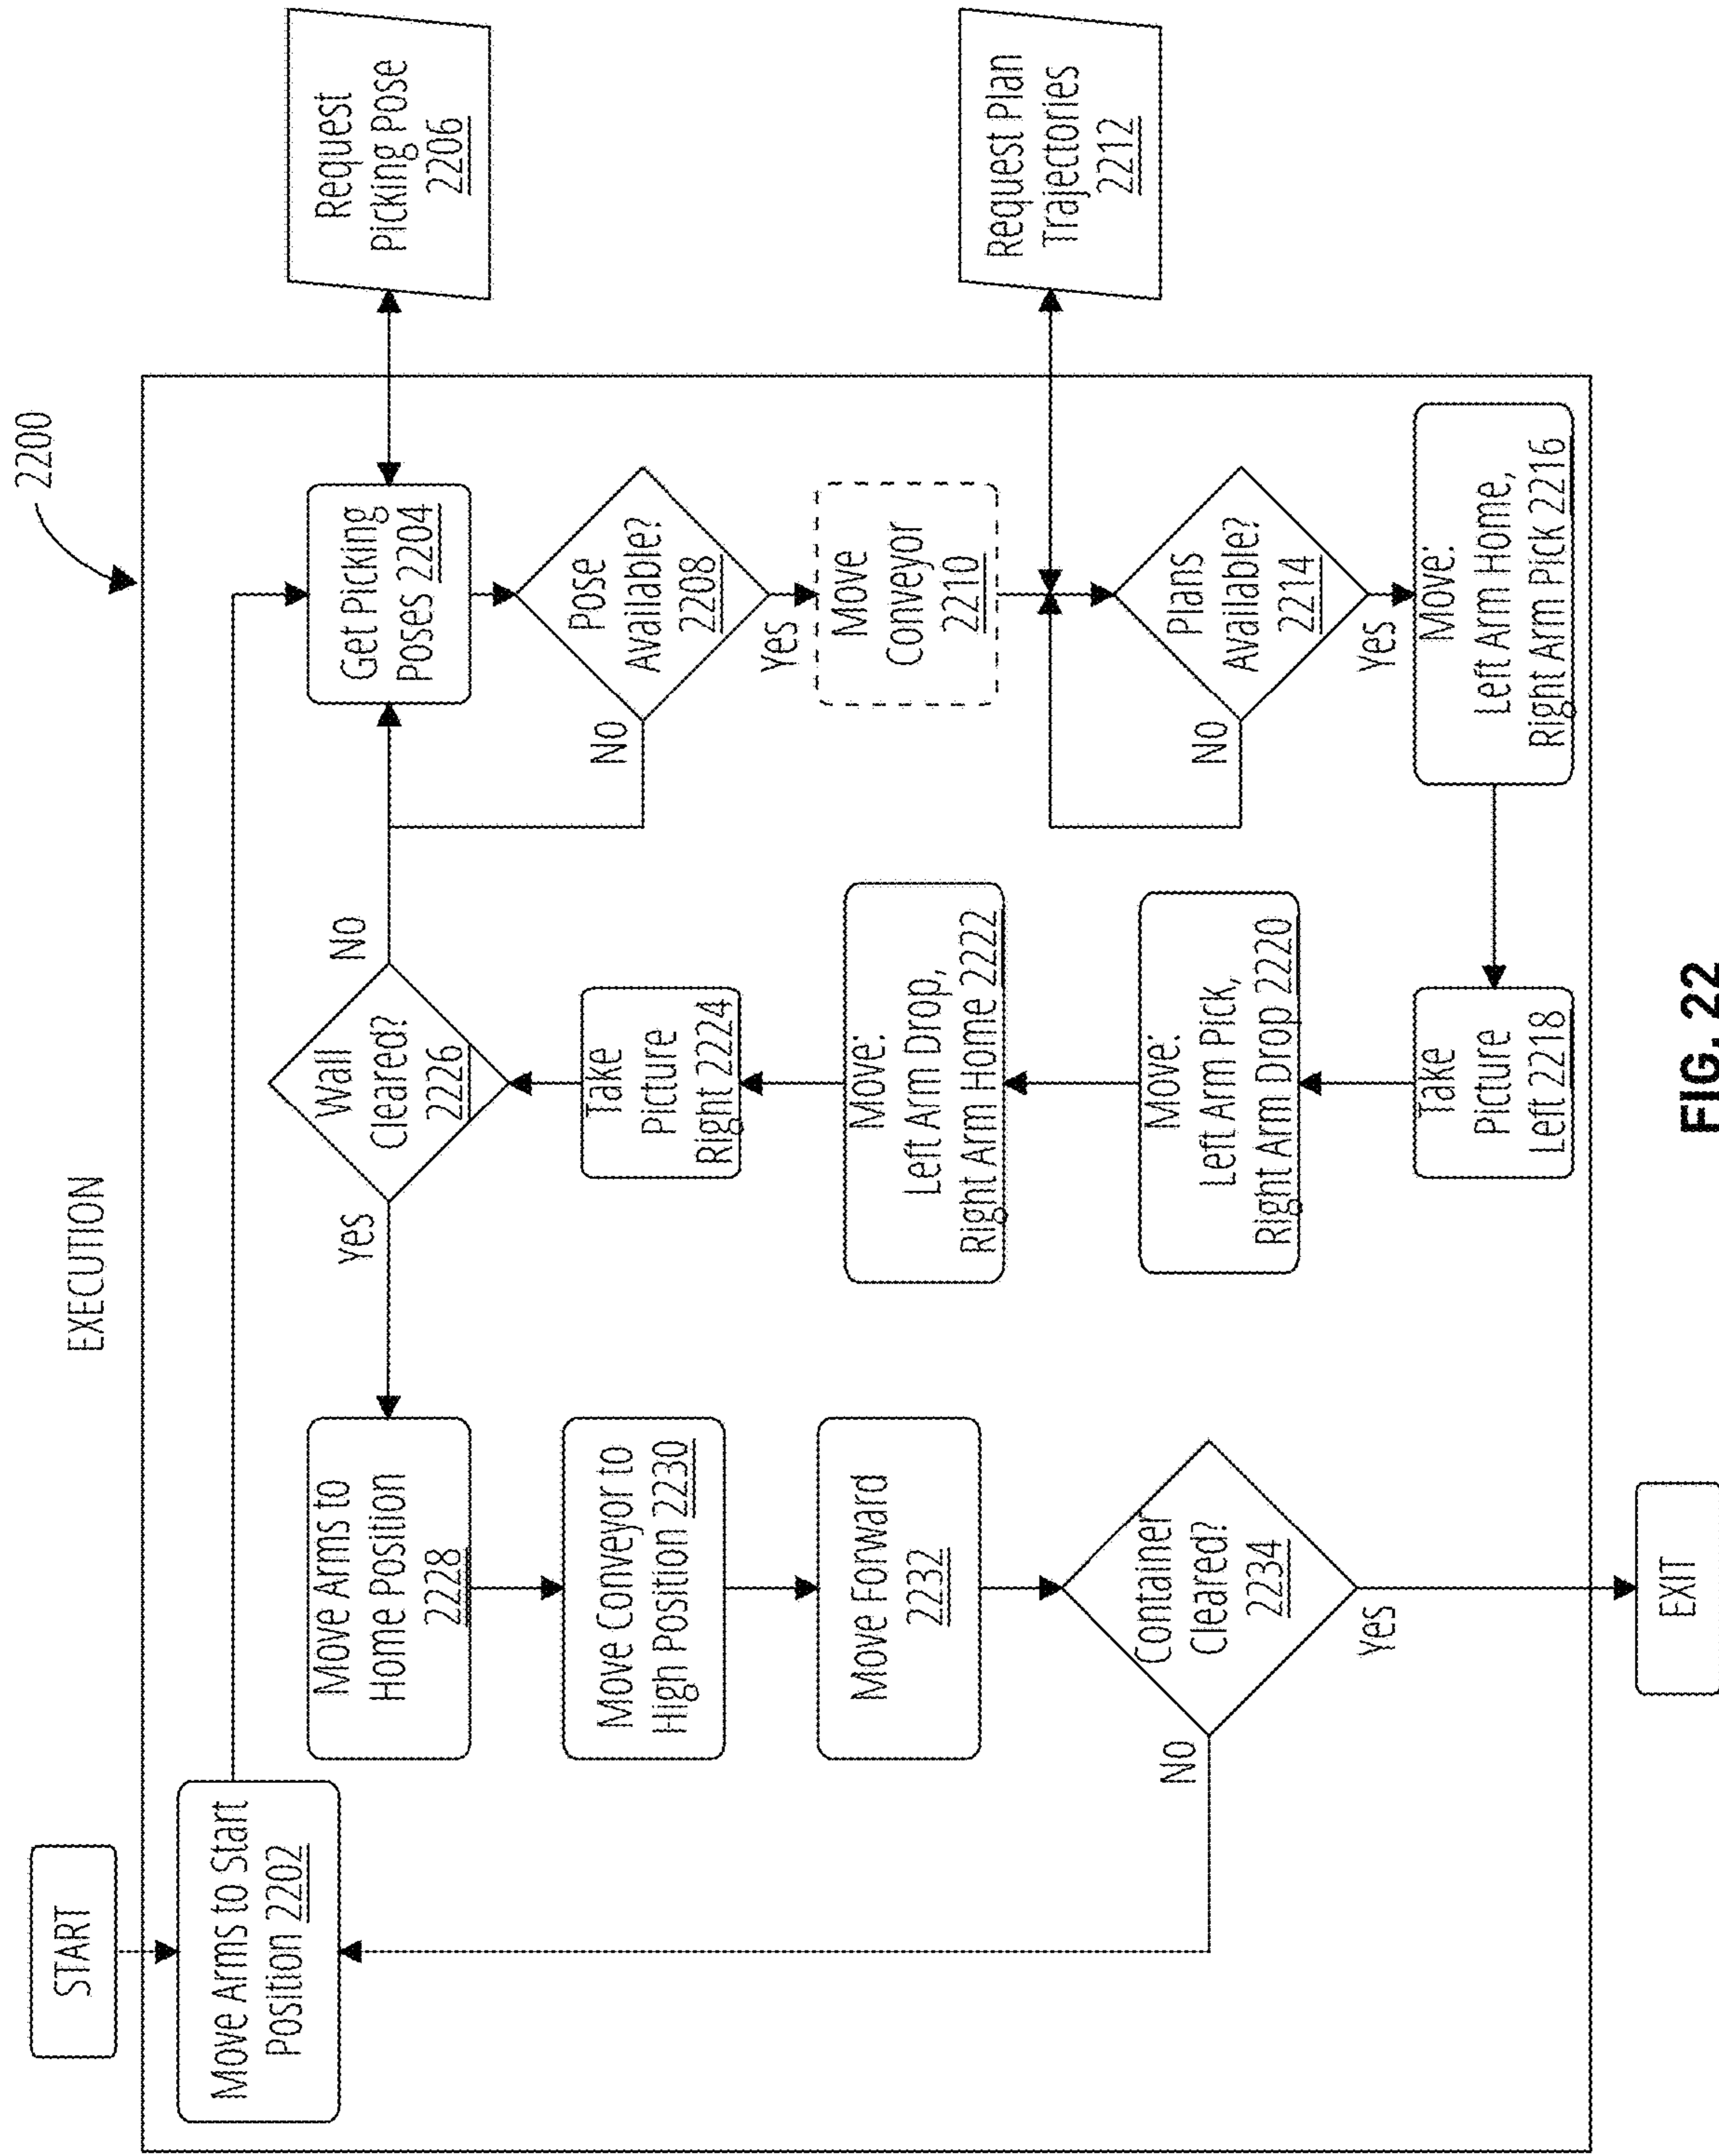 EXECUTION
2200
START
Move Arms to Start
Position 2202
Get Picking
Poses 2204
Request
Picking Pose
2206
Pose
Available?
2208
No
Yes
Move
Conveyor
2210
Request Plan
Trajectories
2212
Plans
Available?
2214
No
Yes
Move:
Left Arm Home,
Right Arm Pick 2216
Take
Picture
Left 2218
Move:
Left Arm Pick,
Right Arm Drop 2220
Move:
Left Arm Drop,
Right Arm Home 2222
Take
Picture
Right 2224
Wall
Cleared?
2226
No
Yes
Move Arms to
Home Position
2228
Move Conveyor to
High Position 2230
Move Forward
2232
Container
Cleared?
2234
No
Yes
EXIT
FIG. 22